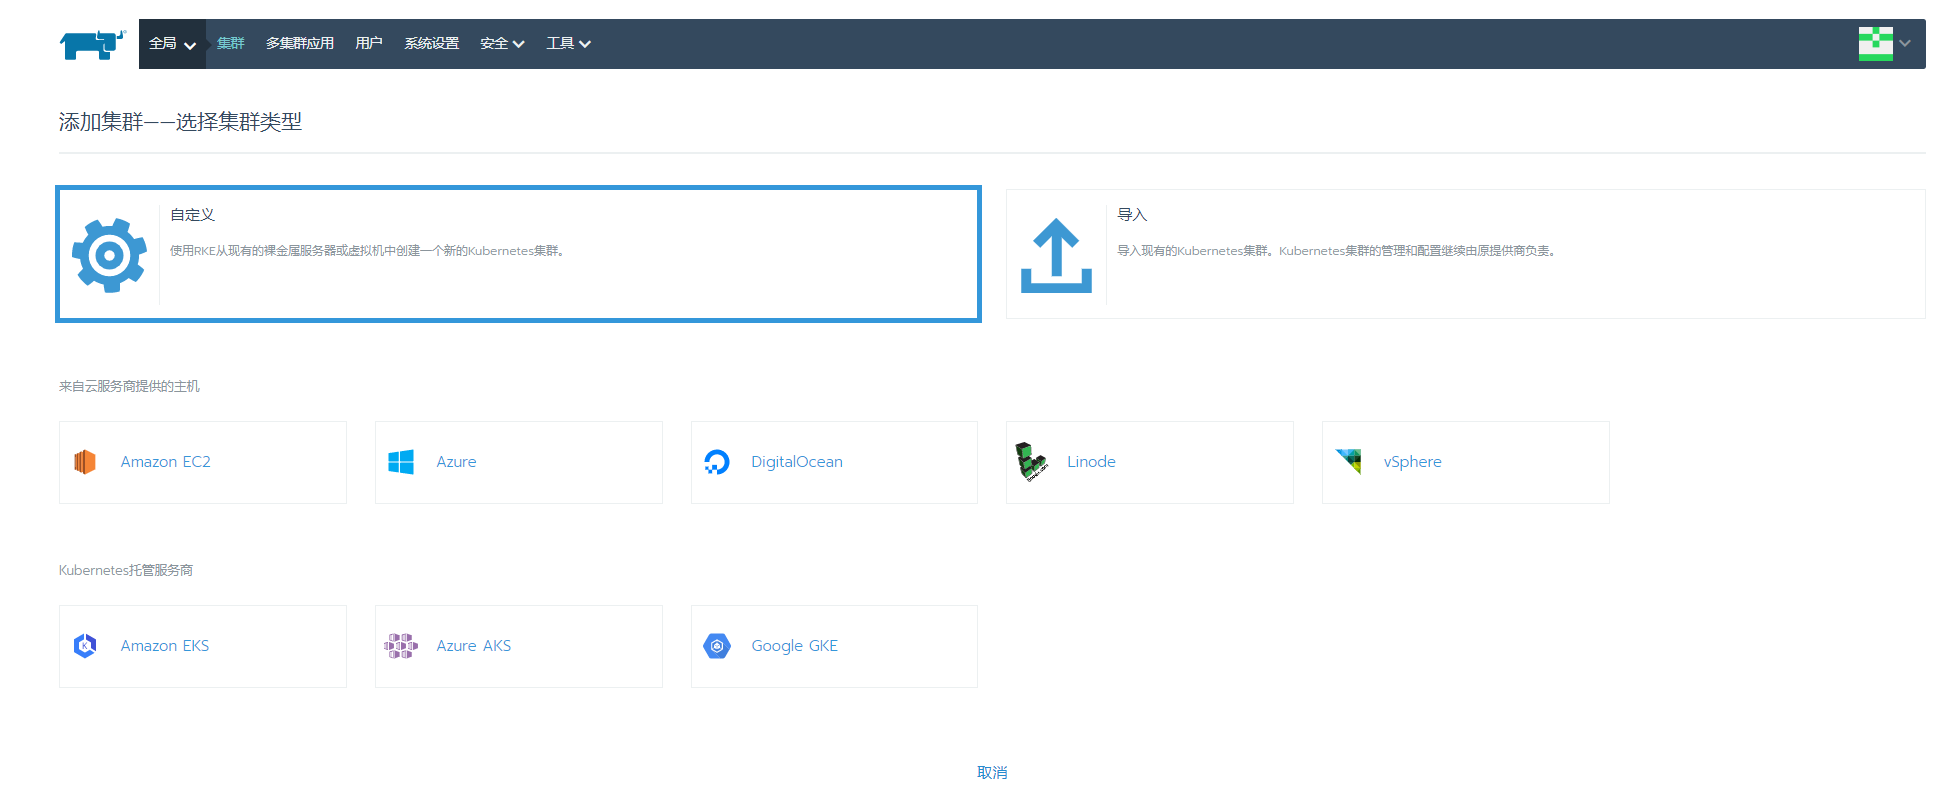 全局 集群 多集群应用 用户 系统设置 安全 工具
添加集群——选择集群类型
自定义
使用RKE从现有的裸金属服务器或虚拟机中创建一个新的Kubernetes集群。
导入
导入现有的Kubernetes集群。Kubernetes集群的管理和配置继续由原提供商负责。
来自云服务商提供的主机
Amazon EC2 Azure DigitalOcean Linode vSphere
Kubernetes托管服务商
Amazon EKS Azure AKS Google GKE
取消